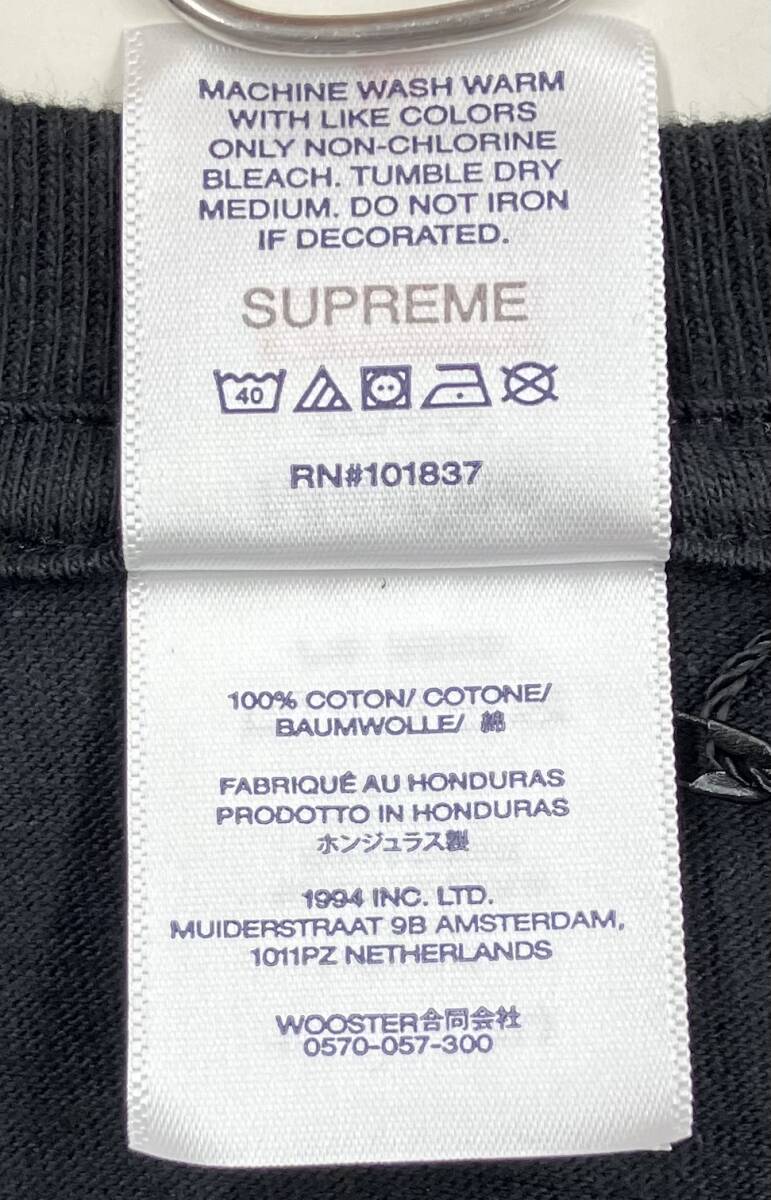 MACHINE WASH WARM
WITH LIKE COLORS
ONLY NON-CHLORINE
BLEACH. TUMBLE DRY
MEDIUM. DO NOT IRON
IF DECORATED.
SUPREME
40
RN#101837
100% COTON/ COTONE/
BAUMWOLLE/ 綿
FABRIQUÉ AU HONDURAS
PRODOTTO IN HONDURAS
ホンジュラス製
1994 INC. LTD.
MUIDERSTRAAT 9B AMSTERDAM,
1011PZ NETHERLANDS
WOOSTER合同会社
0570-057-300